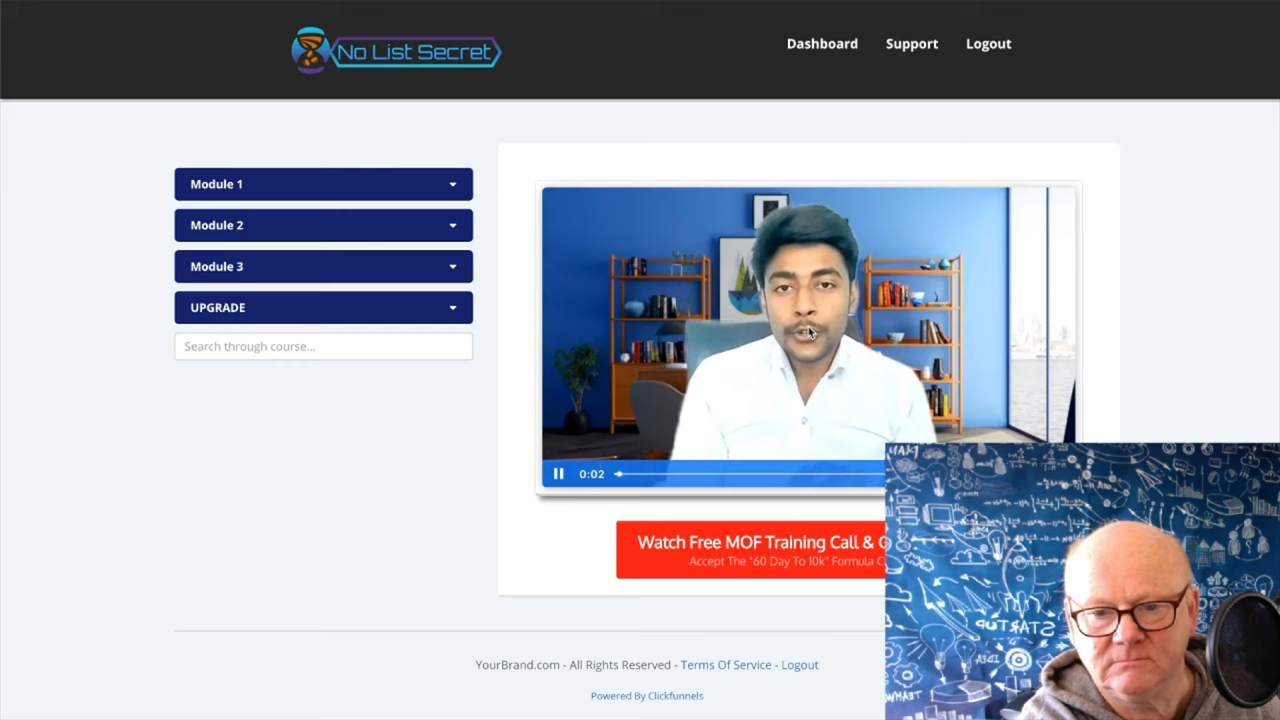 No List Secret
Dashboard
Support
Logout
Module 1
Module 2
Module 3
UPGRADE
Search through course...
0:02
Watch Free MOF Training Call &
Accept The "60 Day To 10k" Formula
YourBrand.com - All Rights Reserved - Terms Of Service - Logout
Powered By Clickfunnels
STARTUP
IDEA